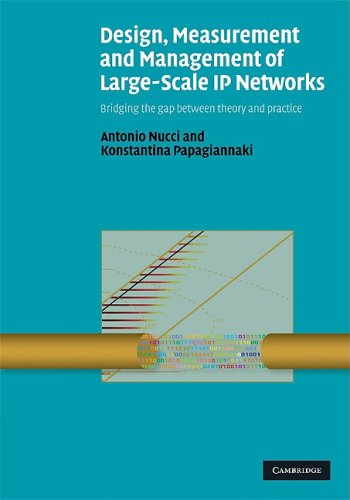 Design, Measurement
and Management of
Large-Scale IP Networks
Bridging the gap between theory and practice
Antonio Nucci and
Konstantina Papagiannaki
CAMBRIDGE